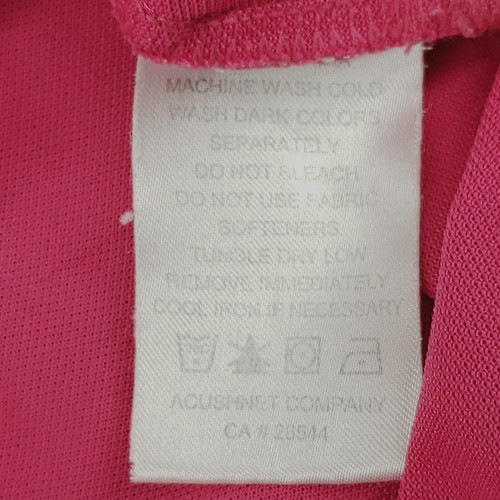 MACHINE WASH COLD
WASH DARK COLORS
SEPARATELY
DO NOT BLEACH
DO NOT USE FABRIC
SOFTENERS
TUMBLE DRY LOW
REMOVE IMMEDIATELY
COOL IRON IF NECESSARY
ACUSHNET COMPANY
CA # 28544